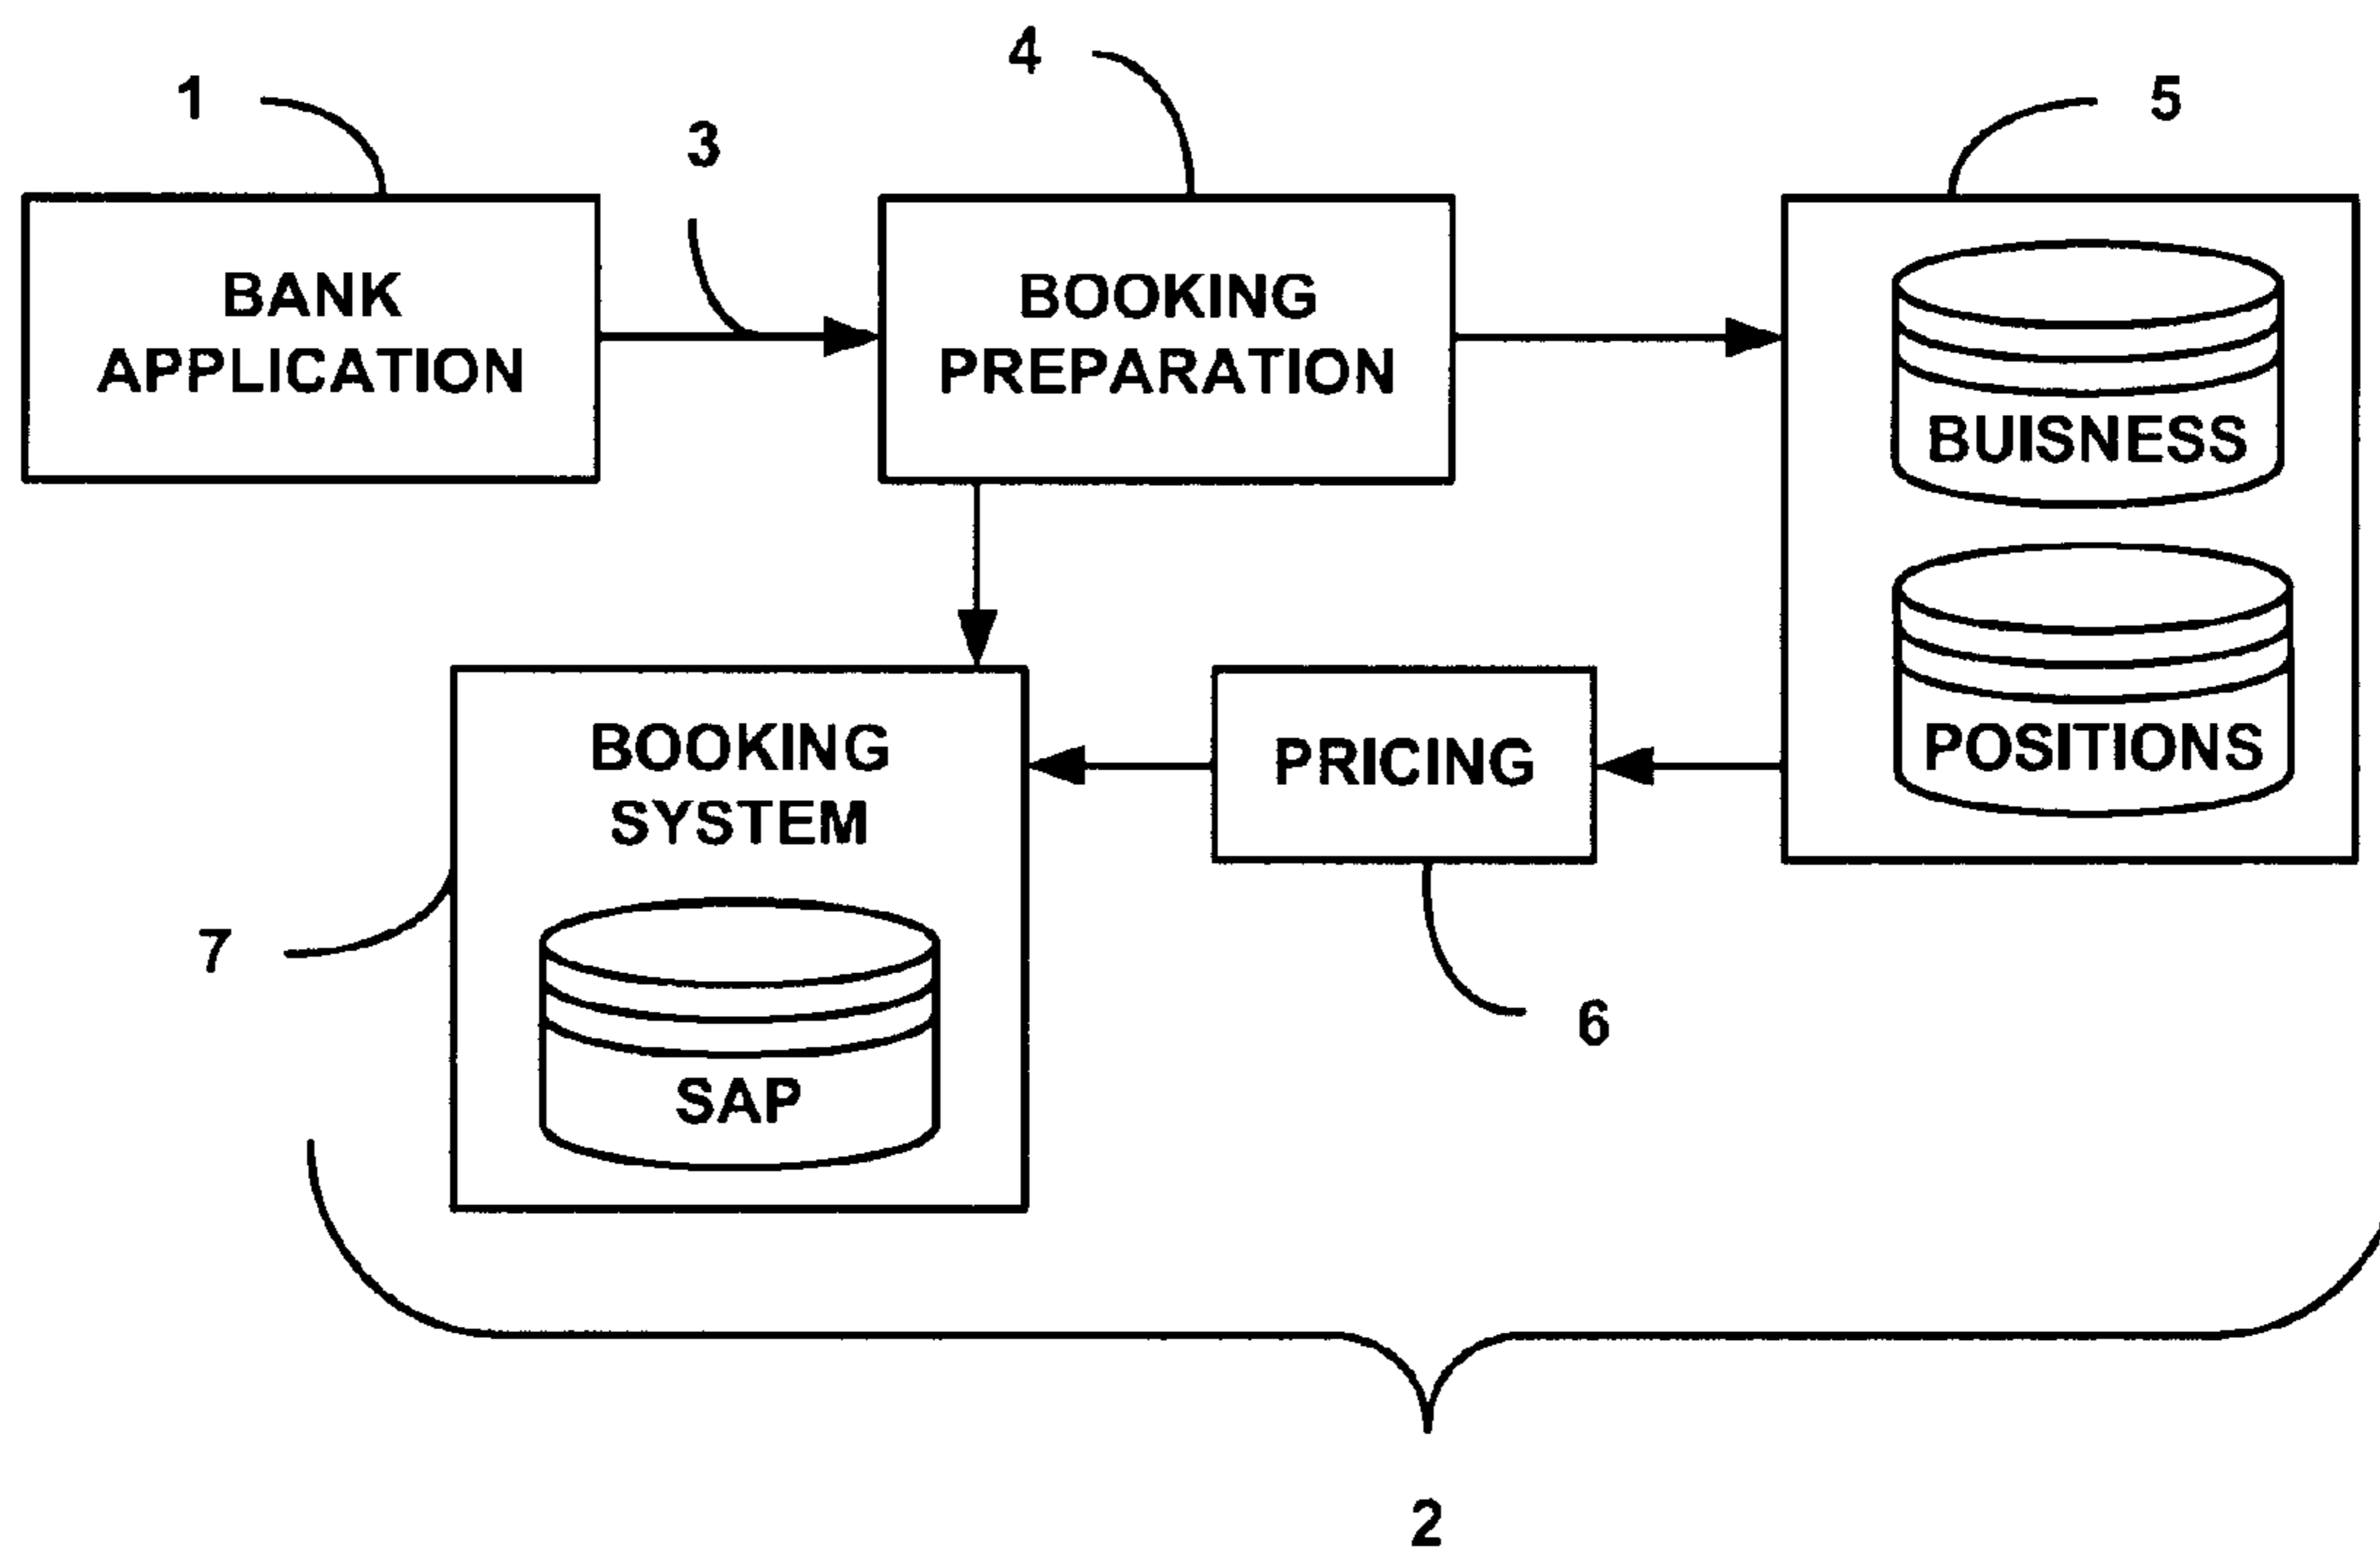 4
1
5
3
BANK
APPLICATION
BOOKING
PREPARATION
BUISNESS
BOOKING
SYSTEM
PRICING
POSITIONS
7
6
SAP
2